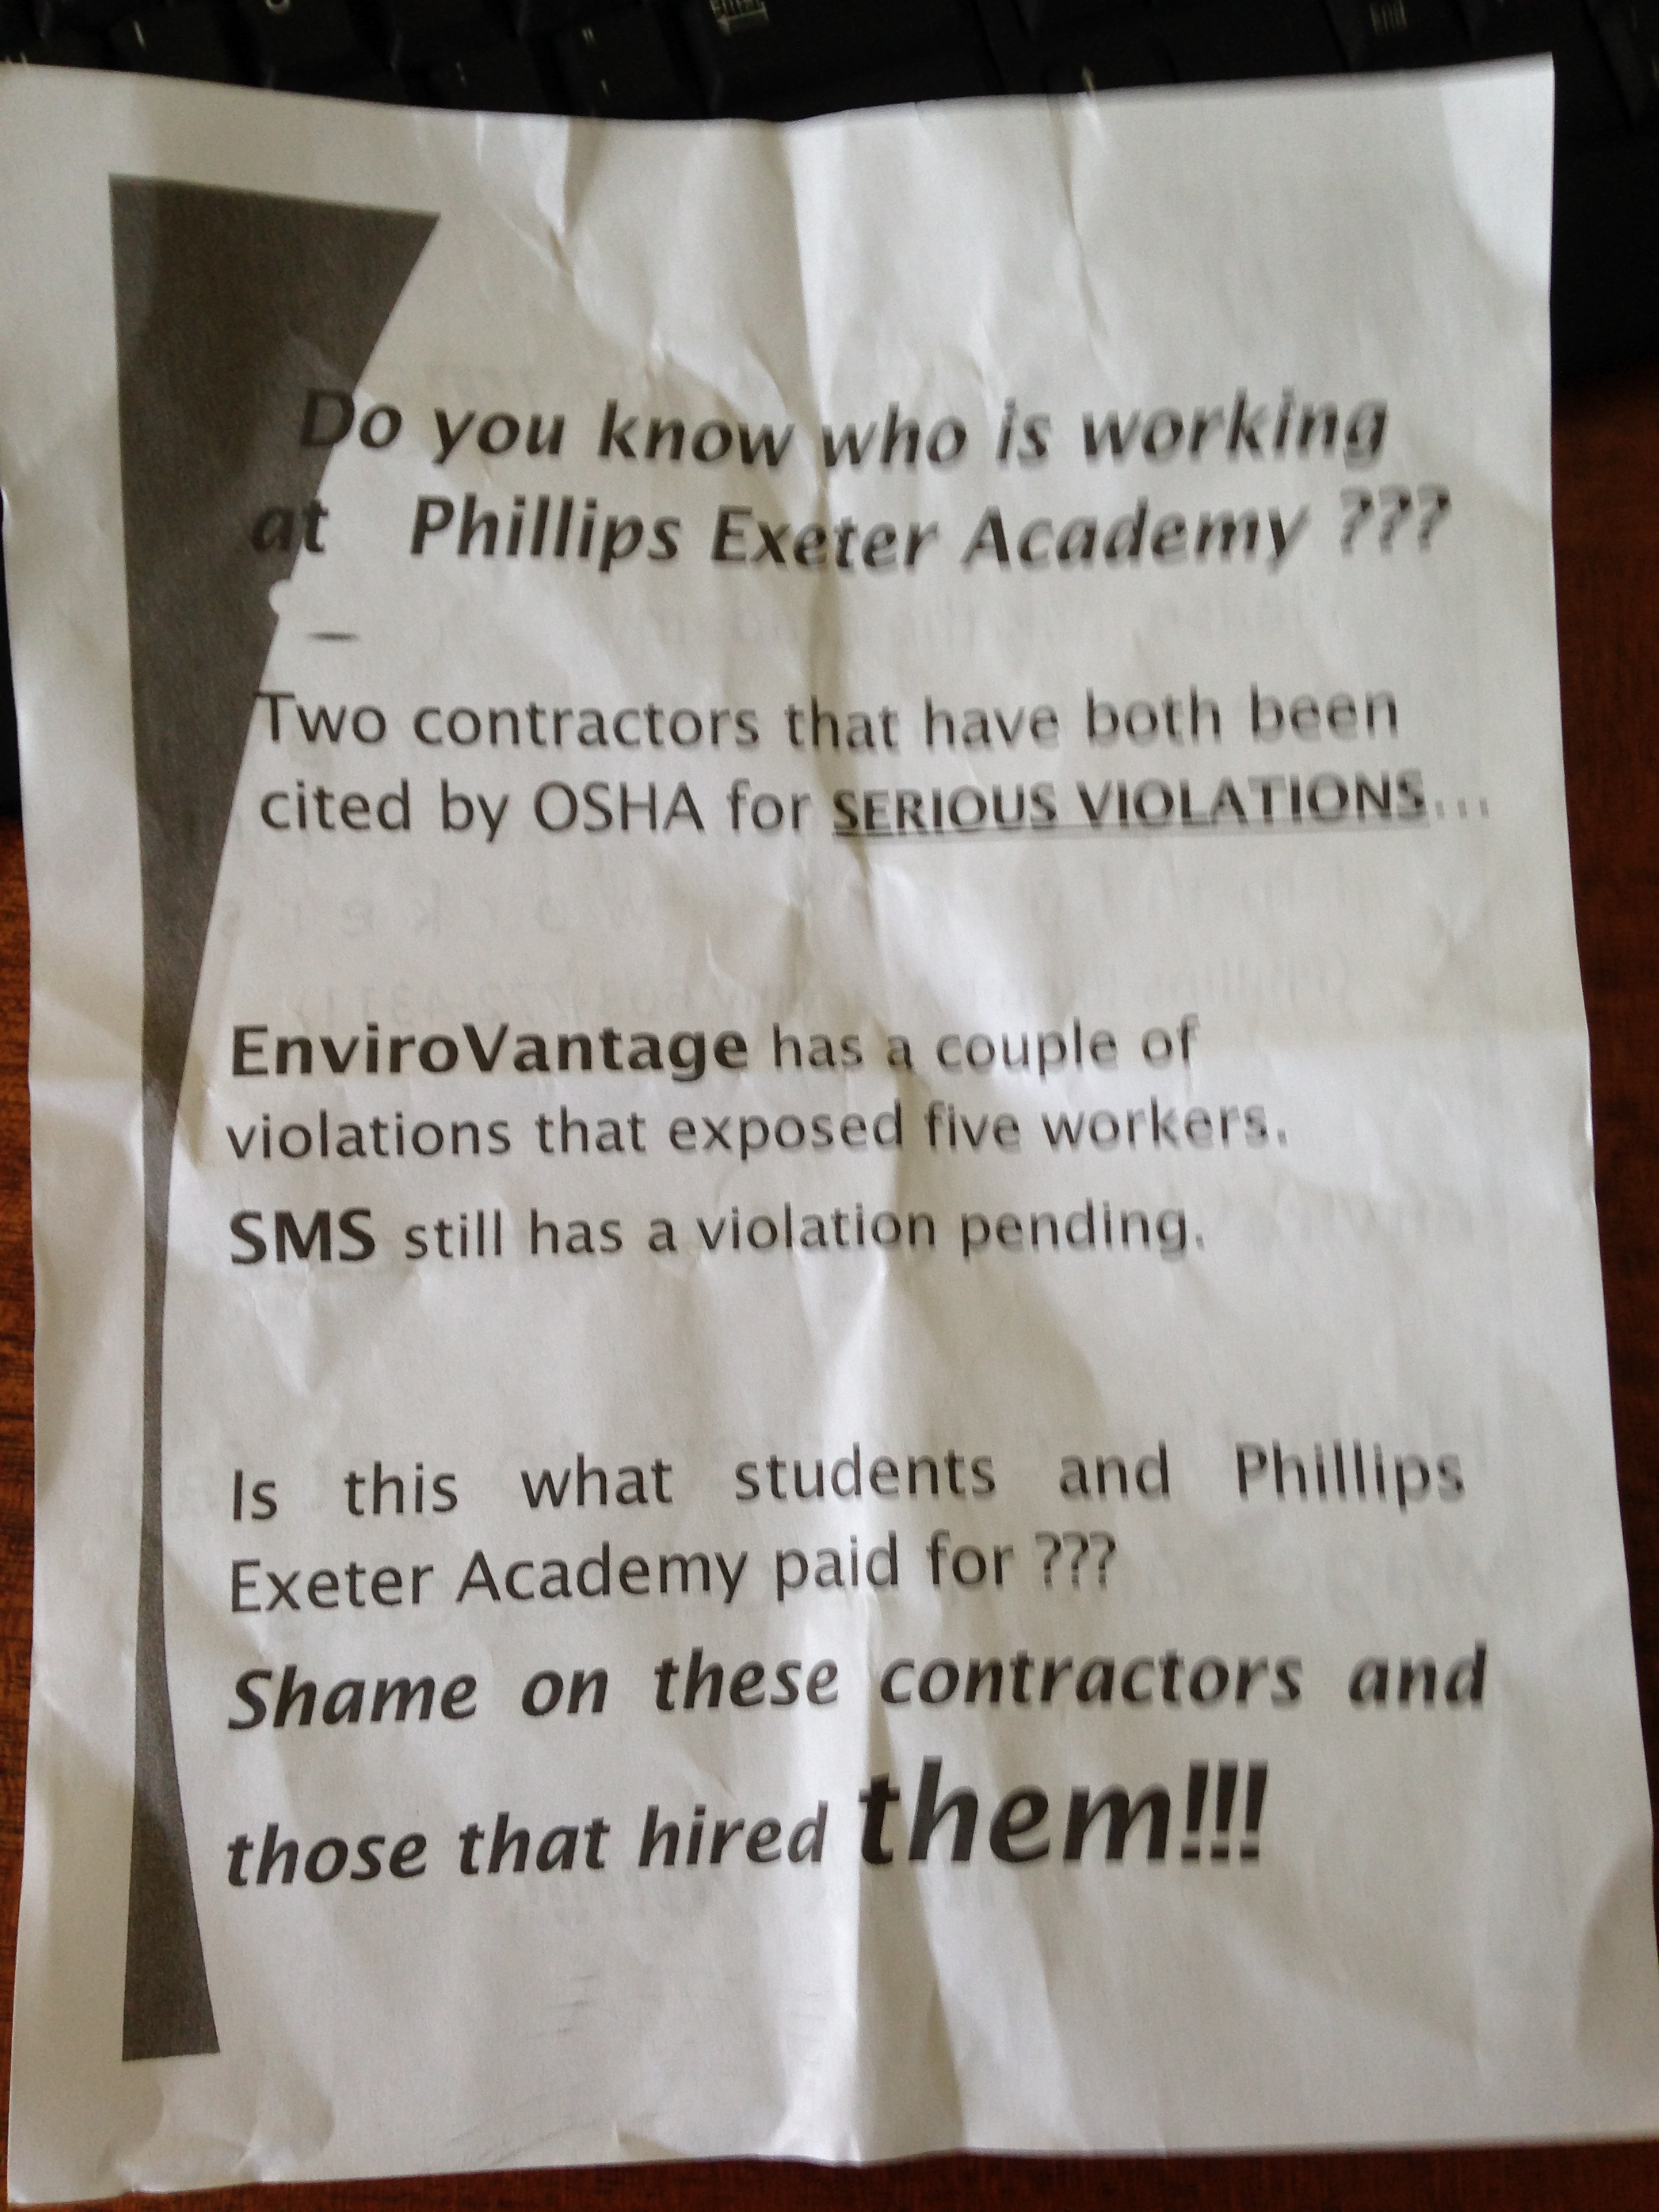 Do you know who is working
at Phillips Exeter Academy ???
Two contractors that have both been
cited by OSHA for SERIOUS VIOLATIONS...
EnviroVantage has a couple of
violations that exposed five workers.
SMS still has a violation pending.
Is this what students and Phillips
Exeter Academy paid for ???
Shame on these contractors and
those that hired them!!!